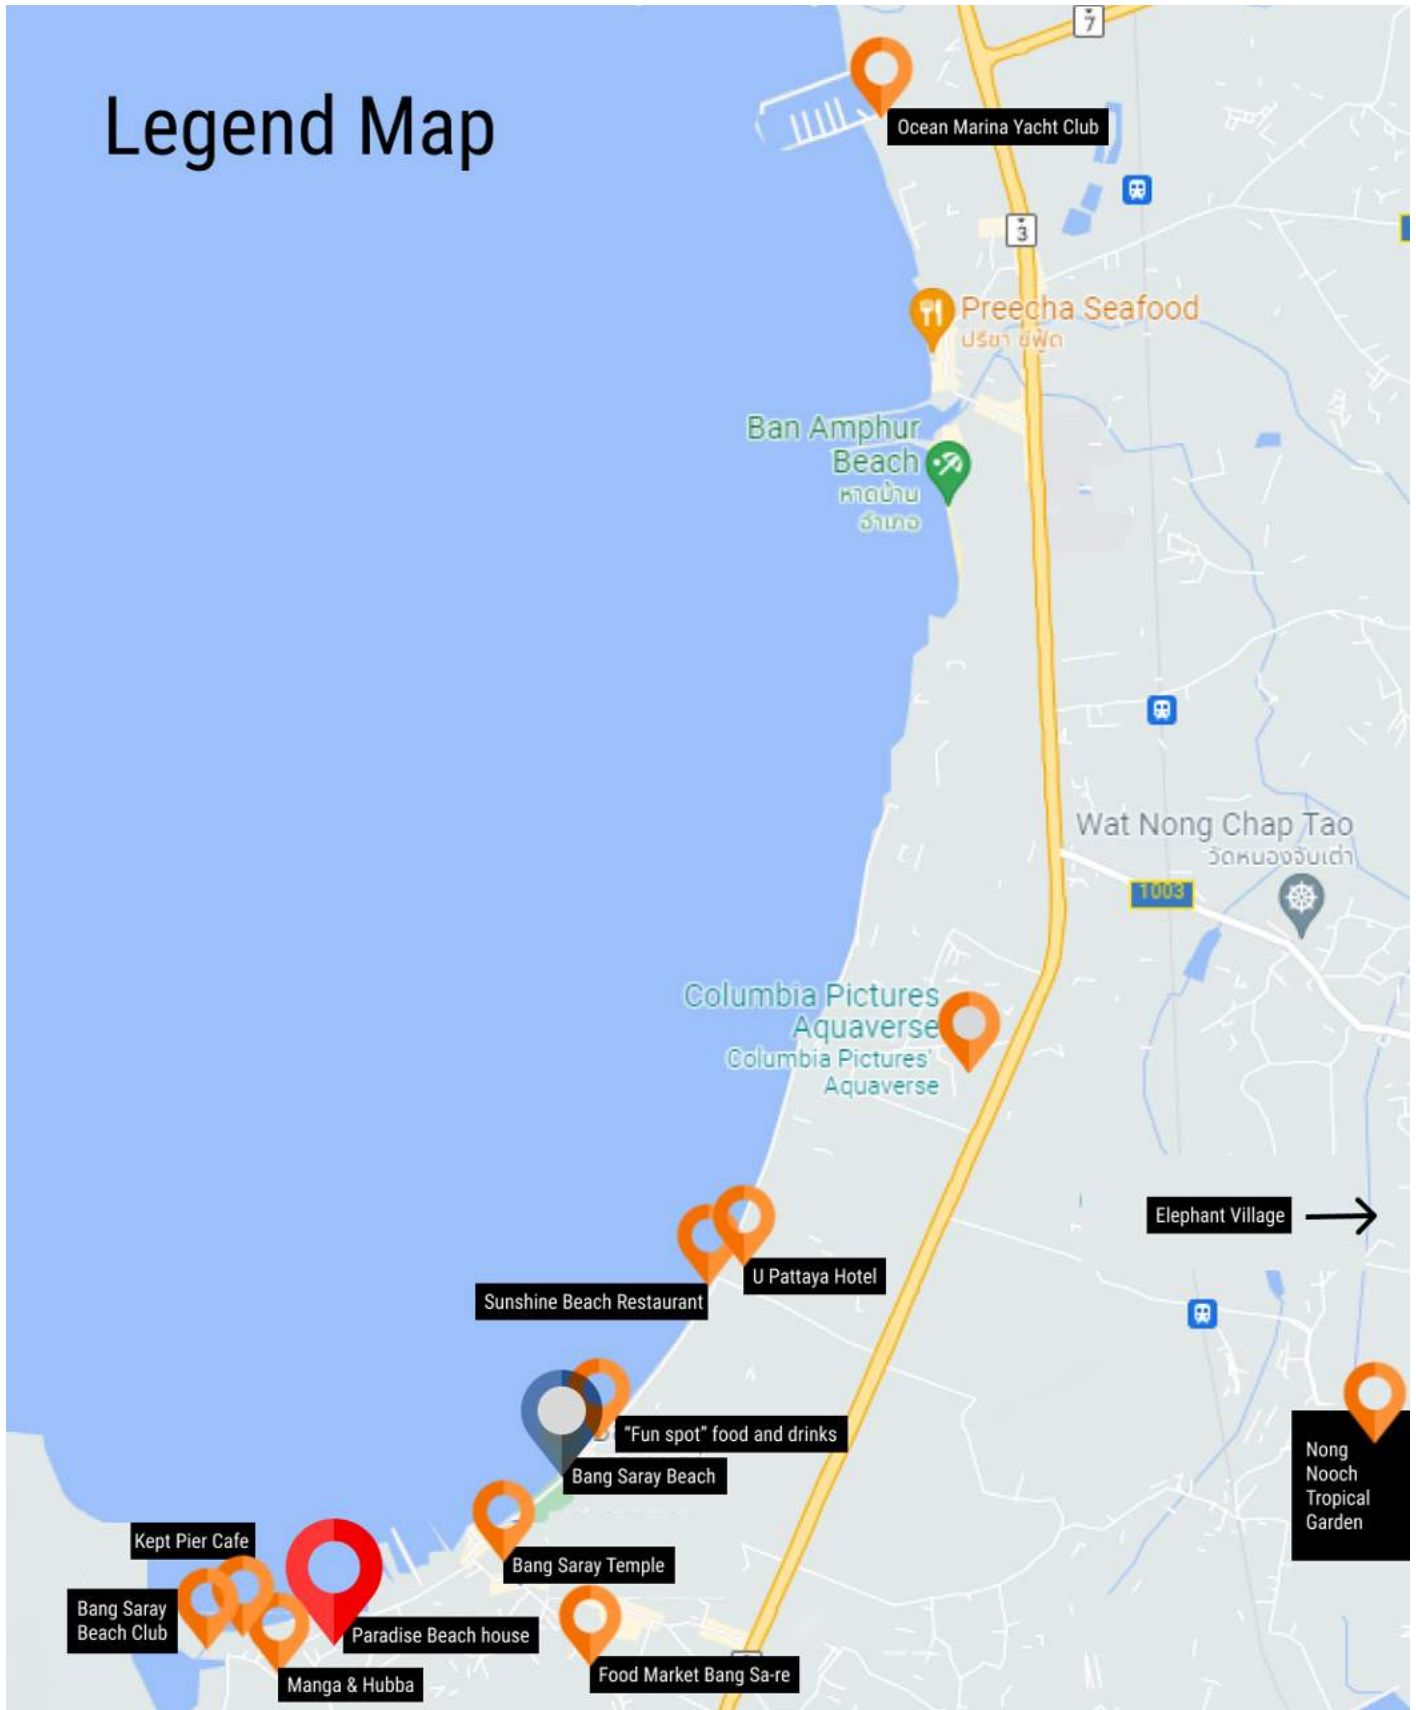 Legend Map
7
Ocean Marina Yacht Club
3
Preecha Seafood
ปรีชา ซีฟู้ด
Ban Amphur
Beach
หาดบ้าน
อำเภอ
Wat Nong Chap Tao
วัดหนองจับเต่า
1003
Columbia Pictures
Aquaverse
Columbia Pictures'
Aquaverse
Elephant Village
U Pattaya Hotel
Sunshine Beach Restaurant
"Fun spot" food and drinks
Bang Saray Beach
Nong
Nooch
Tropical
Garden
Kept Pier Cafe
Bang Saray Temple
Bang Saray
Beach Club
Paradise Beach house
Manga & Hubba
Food Market Bang Sa-re